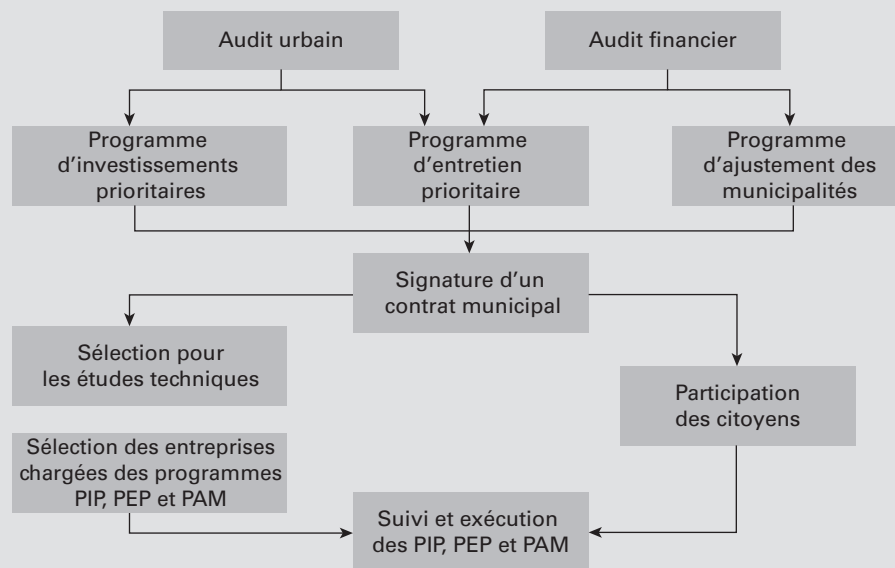 Audit urbain
Audit financier
Programme
d’investissements
prioritaires
Programme
d’entretien
prioritaire
Programme
d’ajustement des
municipalités
Signature d’un
contrat municipal
Sélection pour
les études techniques
Participation
des citoyens
Sélection des entreprises
chargées des programmes
PIP, PEP et PAM
Suivi et exécution
des PIP, PEP et PAM